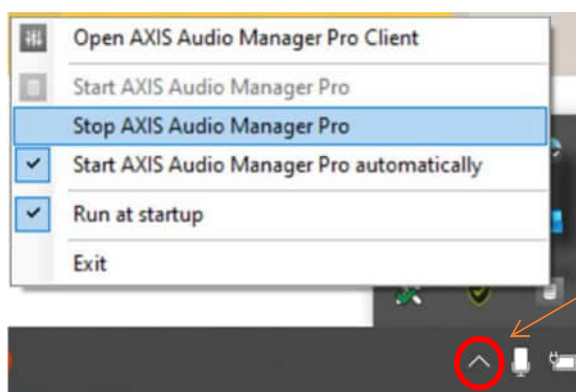 Open AXIS Audio Manager Pro Client
Start AXIS Audio Manager Pro
Stop AXIS Audio Manager Pro
Start AXIS Audio Manager Pro automatically
Run at startup
Exit